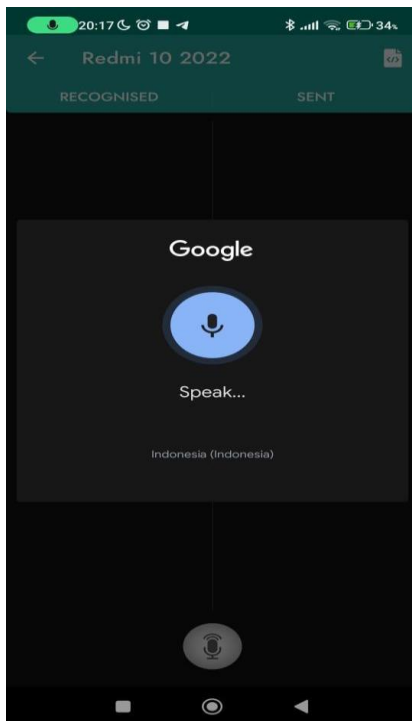 20:17 34%
Redmi 10 2022
RECOGNISED SENT
Google
Speak...
Indonesia (Indonesia)